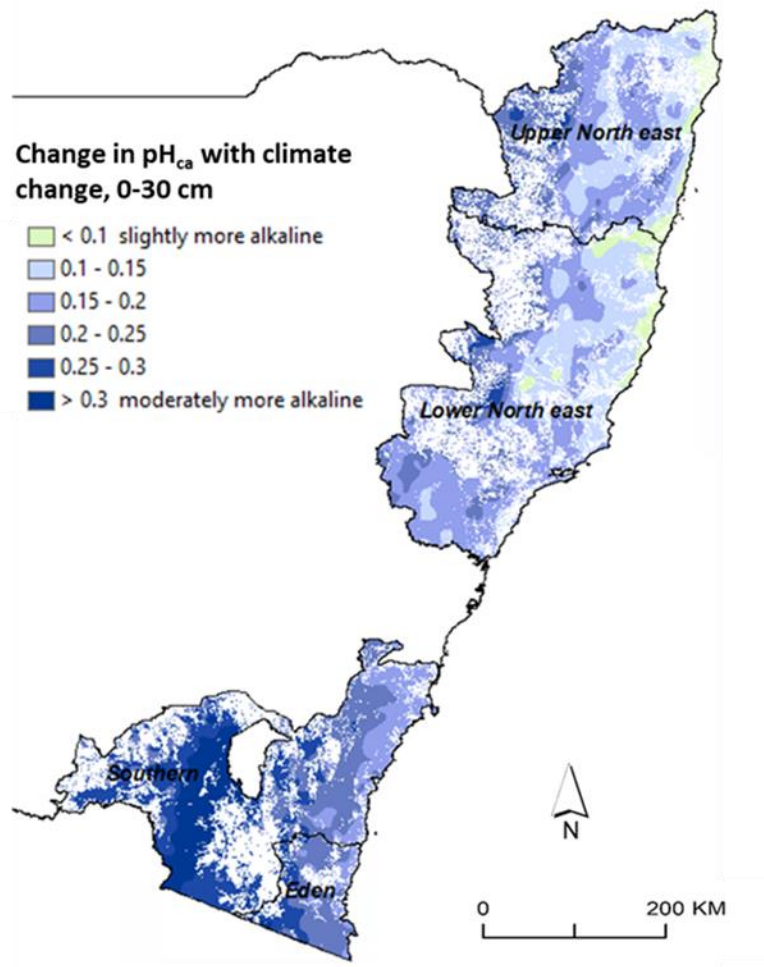 Upper North east
Change in pHca with climate
change, 0-30 cm
< 0.1 slightly more alkaline
0.1 - 0.15
0.15 - 0.2
0.2 - 0.25
0.25 - 0.3
> 0.3 moderately more alkaline
Lower North east
Southern
Eden
N
0 200 KM